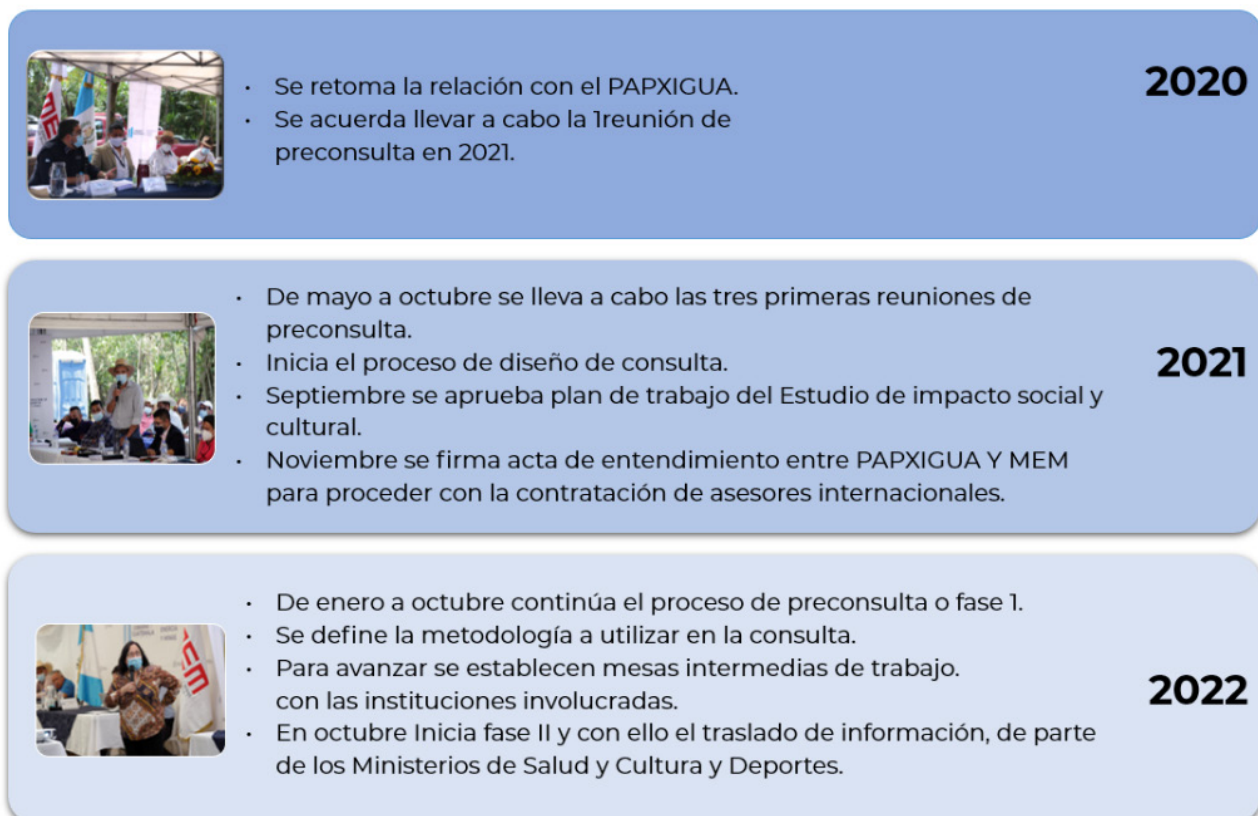 2020
· Se retoma la relación con el PAPXIGUA.
· Se acuerda llevar a cabo la 1reunión de
preconsulta en 2021.
2021
· De mayo a octubre se lleva a cabo las tres primeras reuniones de
preconsulta.
· Inicia el proceso de diseño de consulta.
· Septiembre se aprueba plan de trabajo del Estudio de impacto social y
cultural.
· Noviembre se firma acta de entendimiento entre PAPXIGUA Y MEM
para proceder con la contratación de asesores internacionales.
2022
· De enero a octubre continúa el proceso de preconsulta o fase 1.
· Se define la metodología a utilizar en la consulta.
· Para avanzar se establecen mesas intermedias de trabajo.
con las instituciones involucradas.
· En octubre Inicia fase II y con ello el traslado de información, de parte
de los Ministerios de Salud y Cultura y Deportes.